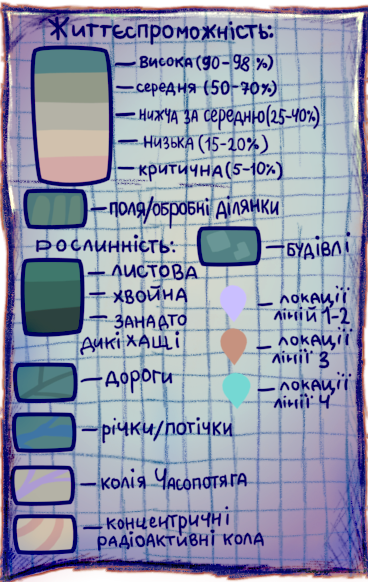 Життєспроможність:
висока (90-98 %)
середня (50-70%)
нижча за середню (25-40%)
низька (15-20%)
критична (5-10%)
поля/обробні ділянки
Рослинність:
будівлі
листова
хвойна
занадто
дикі хащі
локації
ліній 1-2
локації
лінії 3
локації
лінії 4
дороги
річки/потічки
колія Часопотяга
концентричні
радіоактивні кола